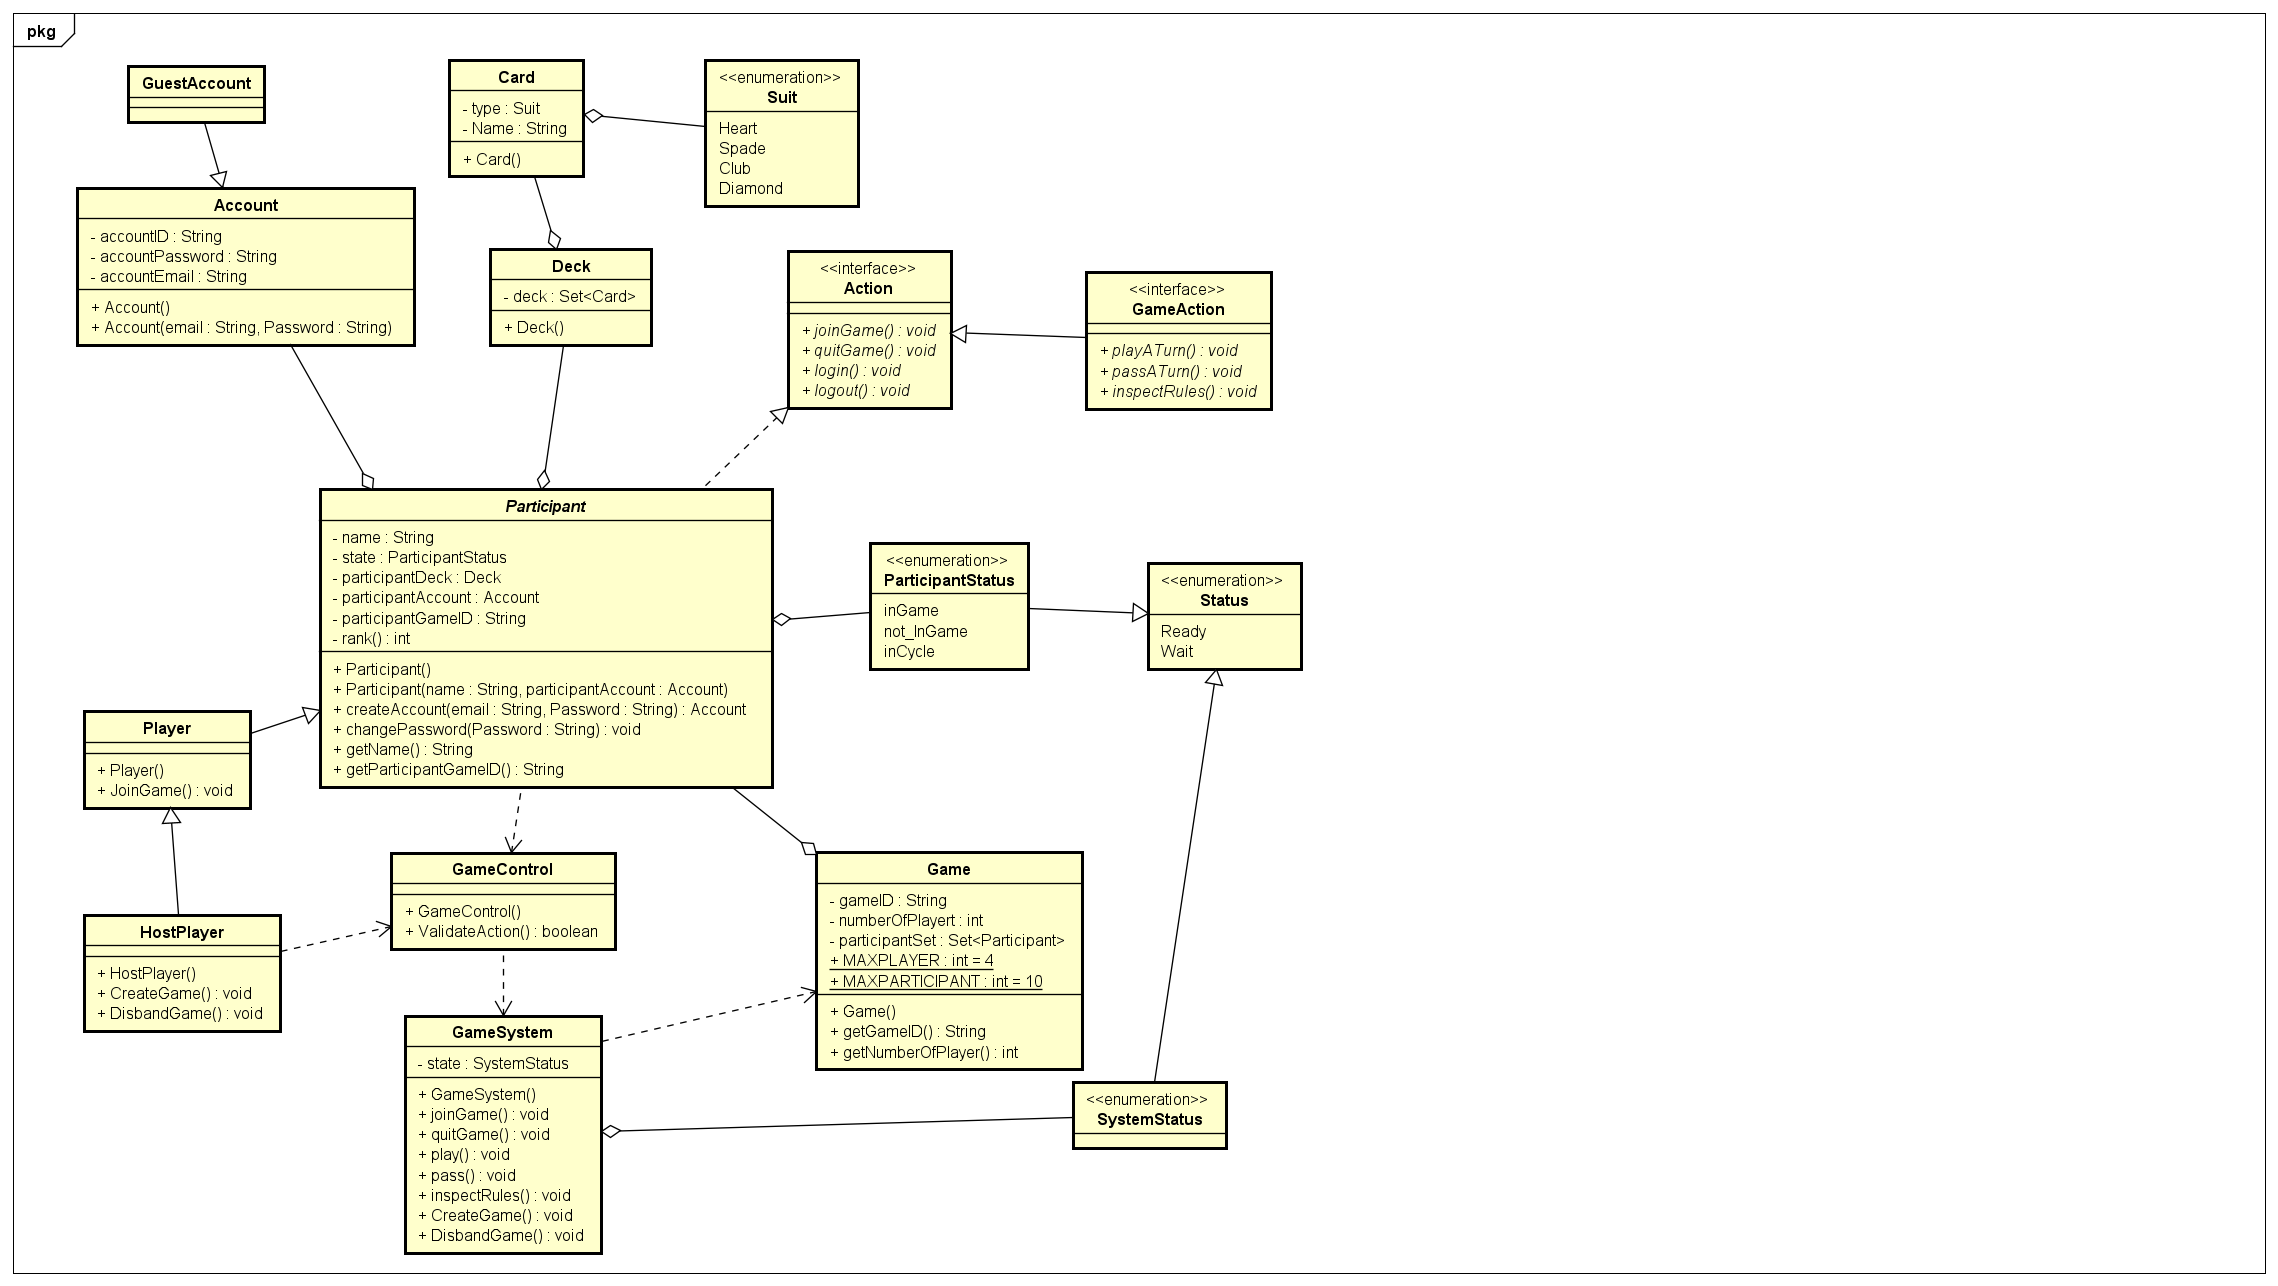 pkg
GuestAccount
Card
- type : Suit
- Name : String
+ Card()
<<enumeration>>
Suit
Heart
Spade
Club
Diamond
Account
- accountID : String
- accountPassword : String
- accountEmail : String
+ Account()
+ Account(email : String, Password : String)
Deck
- deck : Set<Card>
+ Deck()
<<interface>>
Action
+ joinGame() : void
+ quitGame() : void
+ login() : void
+ logout() : void
<<interface>>
GameAction
+ playATurn() : void
+ passATurn() : void
+ inspectRules() : void
Participant
- name : String
- state : ParticipantStatus
- participantDeck : Deck
- participantAccount : Account
- participantGameID : String
- rank() : int
+ Participant()
+ Participant(name : String, participantAccount : Account)
+ createAccount(email : String, Password : String) : Account
+ changePassword(Password : String) : void
+ getName() : String
+ getParticipantGameID() : String
<<enumeration>>
ParticipantStatus
inGame
not_InGame
inCycle
<<enumeration>>
Status
Ready
Wait
Player
+ Player()
+ JoinGame() : void
GameControl
+ GameControl()
+ ValidateAction() : boolean
Game
- gameID : String
- numberOfPlayert : int
- participantSet : Set<Participant>
+ MAXPLAYER : int = 4
+ MAXPARTICIPANT : int = 10
+ Game()
+ getGameID() : String
+ getNumberOfPlayer() : int
HostPlayer
+ HostPlayer()
+ CreateGame() : void
+ DisbandGame() : void
GameSystem
- state : SystemStatus
+ GameSystem()
+ joinGame() : void
+ quitGame() : void
+ play() : void
+ pass() : void
+ inspectRules() : void
+ CreateGame() : void
+ DisbandGame() : void
<<enumeration>>
SystemStatus